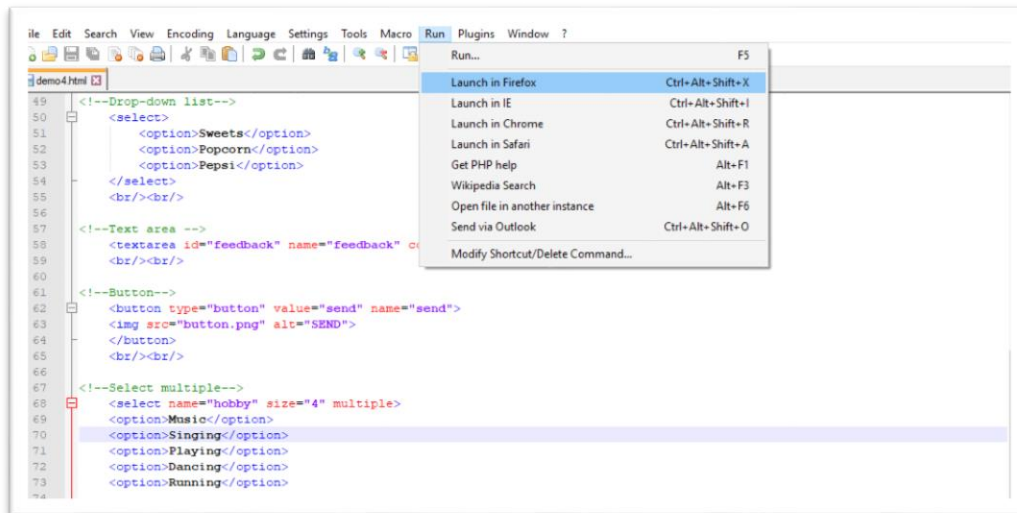 ile Edit Search View Encoding Language Settings Tools Macro Run Plugins Window ?
demo4.html
Run... F5
Launch in Firefox Ctrl+Alt+Shift+X
Launch in IE Ctrl+Alt+Shift+I
Launch in Chrome Ctrl+Alt+Shift+R
Launch in Safari Ctrl+Alt+Shift+A
Get PHP help Alt+F1
Wikipedia Search Alt+F3
Open file in another instance Alt+F6
Send via Outlook Ctrl+Alt+Shift+O
Modify Shortcut/Delete Command...
49 <!--Drop-down list-->
50 <select>
51 <option>Sweets</option>
52 <option>Popcorn</option>
53 <option>Pepsi</option>
54 </select>
55 <br/><br/>
56
57 <!--Text area -->
58 <textarea id="feedback" name="feedback" co
59 <br/><br/>
60
61 <!--Button-->
62 <button type="button" value="send" name="send">
63 <img src="button.png" alt="SEND">
64 </button>
65 <br/><br/>
66
67 <!--Select multiple-->
68 <select name="hobby" size="4" multiple>
69 <option>Music</option>
70 <option>Singing</option>
71 <option>Playing</option>
72 <option>Dancing</option>
73 <option>Running</option>